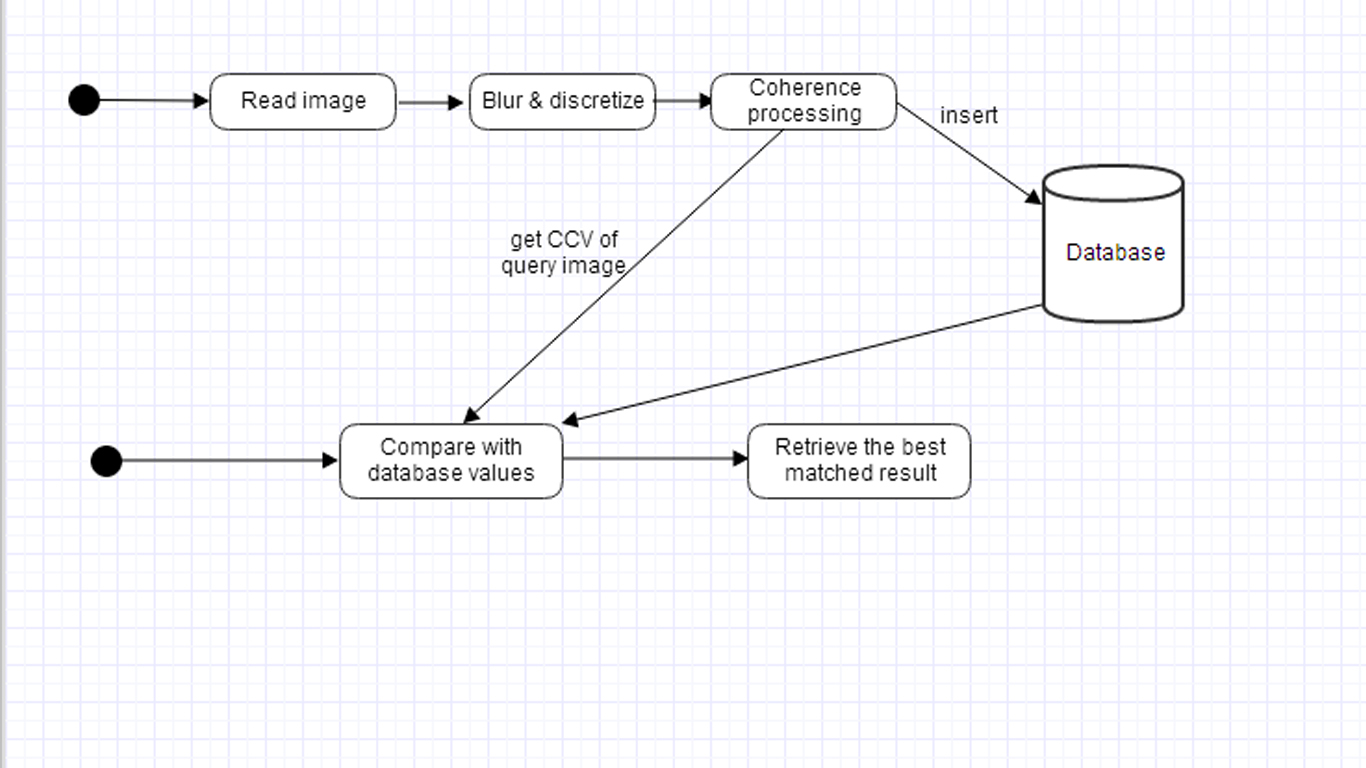 Read image
Blur & discretize
Coherence
processing
insert
Database
get CCV of
query image
Compare with
database values
Retrieve the best
matched result